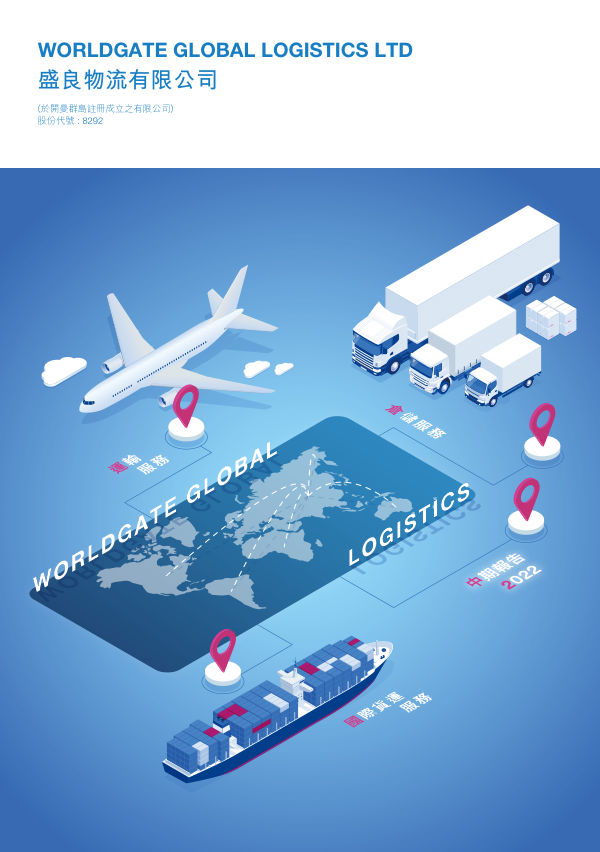 WORLDGATE GLOBAL LOGISTICS LTD
盛良物流有限公司
(於開曼群島註冊成立之有限公司)
股份代號 : 8292
倉儲服務
運輸
服務
WORLDGATE GLOBAL
LOGISTICS
中期報告
2022
國際貨運
服務